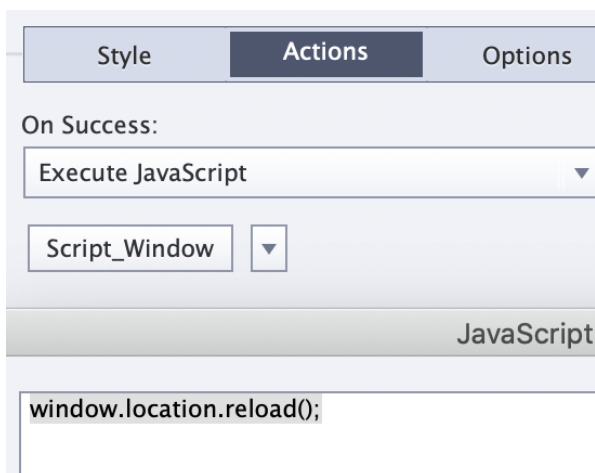 Style Actions Options
On Success:
Execute JavaScript
Script_Window
JavaScript
window.location.reload();